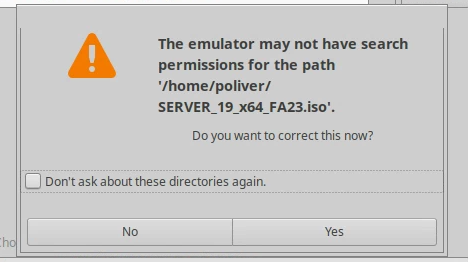 The emulator may not have search
permissions for the path
'/home/poliver/
SERVER_19_x64_FA23.iso'.
Do you want to correct this now?
Don't ask about these directories again.
No
Yes